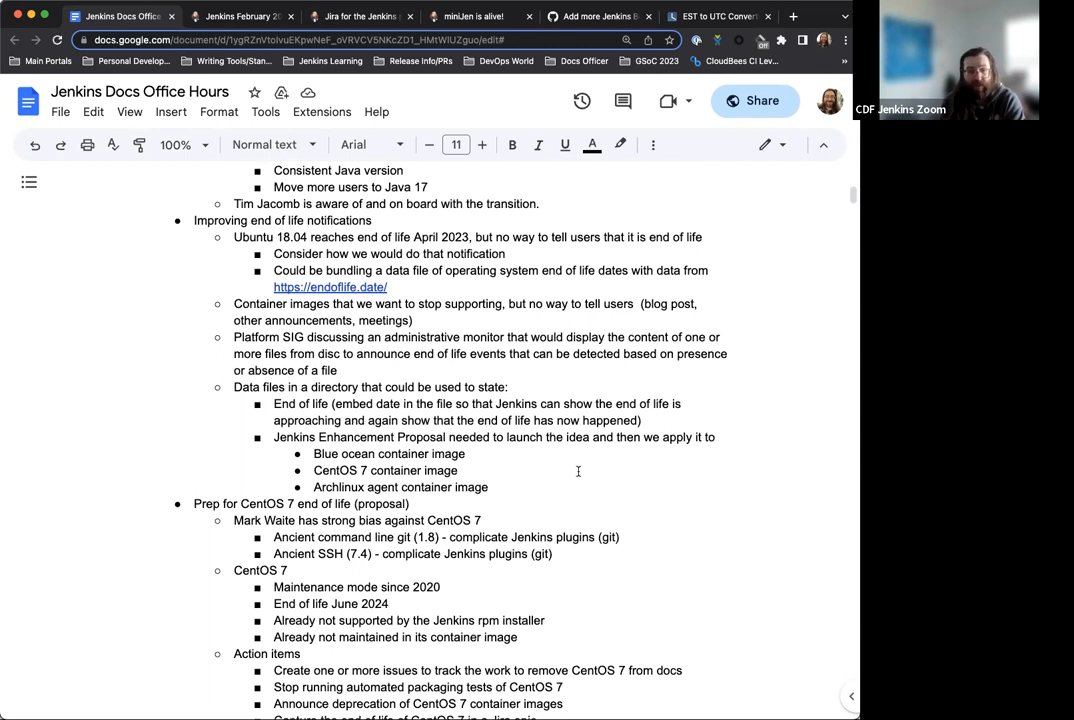 Jenkins Docs Office
Jenkins February 20
Jira for the Jenkins p
miniJen is alive!
Add more Jenkins B
EST to UTC Convert
docs.google.com/document/d/1ygRZnVtoIvuEKpwNeF_oVRVCV5NKcZD1_HMtWlUZguo/edit#
Off
Main Portals
Personal Develop...
Writing Tools/Stan...
Jenkins Learning
Release Info/PRs
DevOps World
Docs Officer
GSoC 2023
CloudBees CI Lev...
»
Jenkins Docs Office Hours
File Edit View Insert Format Tools Extensions Help
Share
CDF Jenkins Zoom
100% Normal text Arial 11 B I U A
■ Consistent Java version
■ Move more users to Java 17
○ Tim Jacomb is aware of and on board with the transition.
● Improving end of life notifications
○ Ubuntu 18.04 reaches end of life April 2023, but no way to tell users that it is end of life
■ Consider how we would do that notification
■ Could be bundling a data file of operating system end of life dates with data from
https://endoflife.date/
○ Container images that we want to stop supporting, but no way to tell users (blog post,
other announcements, meetings)
○ Platform SIG discussing an administrative monitor that would display the content of one or
more files from disc to announce end of life events that can be detected based on presence
or absence of a file
○ Data files in a directory that could be used to state:
■ End of life (embed date in the file so that Jenkins can show the end of life is
approaching and again show that the end of life has now happened)
■ Jenkins Enhancement Proposal needed to launch the idea and then we apply it to
● Blue ocean container image
● CentOS 7 container image
● Archlinux agent container image
● Prep for CentOS 7 end of life (proposal)
○ Mark Waite has strong bias against CentOS 7
■ Ancient command line git (1.8) - complicate Jenkins plugins (git)
■ Ancient SSH (7.4) - complicate Jenkins plugins (git)
○ CentOS 7
■ Maintenance mode since 2020
■ End of life June 2024
■ Already not supported by the Jenkins rpm installer
■ Already not maintained in its container image
○ Action items
■ Create one or more issues to track the work to remove CentOS 7 from docs
■ Stop running automated packaging tests of CentOS 7
■ Announce deprecation of CentOS 7 container images
■ Capture the end of life of CentOS 7 in a Jira epic